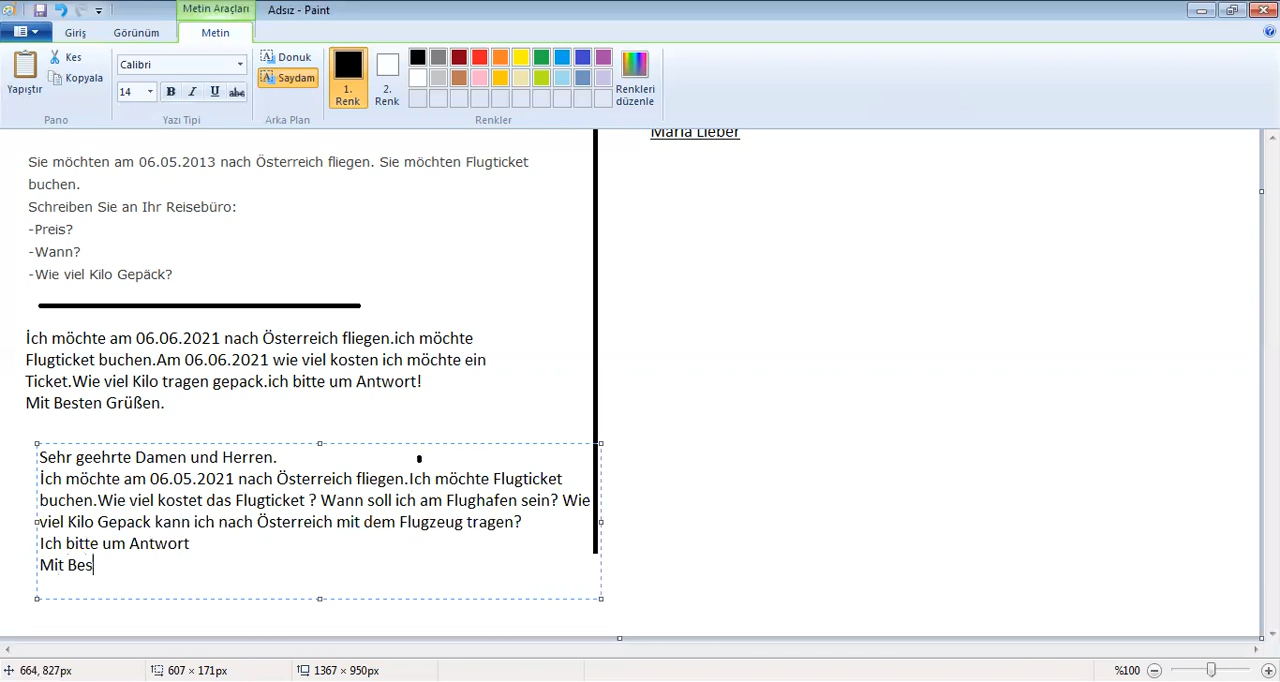 Metin Araçları
Adsız - Paint
Giriş
Görünüm
Metin
Yapıştır
Kes
Kopyala
Pano
Calibri
14
B I U abc
Yazı Tipi
Donuk
Saydam
Arka Plan
1.
Renk
2.
Renk
Renkleri
düzenle
Renkler
Maria Lieber
Sie möchten am 06.05.2013 nach Österreich fliegen. Sie möchten Flugticket
buchen.
Schreiben Sie an Ihr Reisebüro:
-Preis?
-Wann?
-Wie viel Kilo Gepäck?
İch möchte am 06.06.2021 nach Österreich fliegen.ich möchte
Flugticket buchen.Am 06.06.2021 wie viel kosten ich möchte ein
Ticket.Wie viel Kilo tragen gepack.ich bitte um Antwort!
Mit Besten Grüßen.
Sehr geehrte Damen und Herren.
İch möchte am 06.05.2021 nach Österreich fliegen.Ich möchte Flugticket
buchen.Wie viel kostet das Flugticket ? Wann soll ich am Flughafen sein? Wie
viel Kilo Gepack kann ich nach Österreich mit dem Flugzeug tragen?
Ich bitte um Antwort
Mit Bes
664, 827px
607 × 171px
1367 × 950px
%100